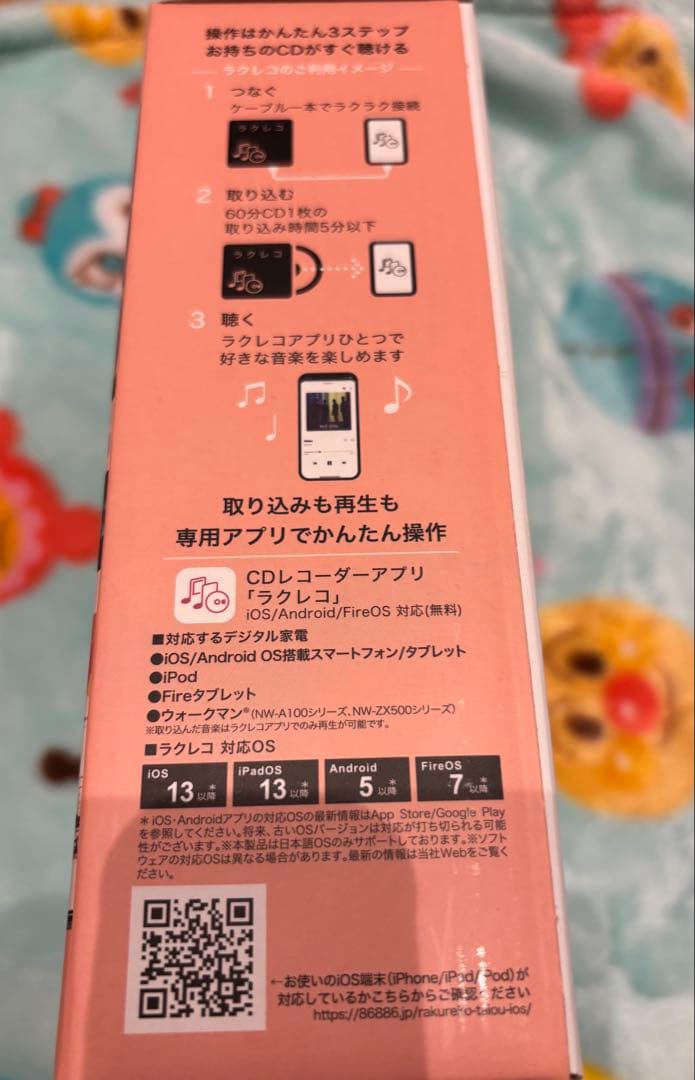 操作はかんたん3ステップ
お持ちのCDがすぐ聴ける
ラクレコのご利用イメージ
1 つなぐ
ケーブル一本でラクラク接続
ラクレコ
2 取り込む
60分CD1枚の
取り込み時間5分以下
ラクレコ
3 聴く
ラクレコアプリひとつで
好きな音楽を楽しめます
取り込みも再生も
専用アプリでかんたん操作
CDレコーダーアプリ
「ラクレコ」
iOS/Android/FireOS 対応(無料)
■対応するデジタル家電
●iOS/Android OS搭載スマートフォン/タブレット
●iPod
●Fireタブレット
●ウォークマン®(NW-A100シリーズ、NW-ZX500シリーズ)
※取り込んだ音楽はラクレコアプリでのみ再生が可能です。
■ラクレコ 対応OS
iOS 13以降* iPadOS 13以降* Android 5以降* FireOS 7以降*
*iOS・Androidアプリの対応OSの最新情報はApp Store/Google Play
を参照してください。将来、古いOSバージョンは対応が打ち切られる可能
性がございます。※本製品は日本語OSのみサポートしております。※ソフト
ウェアの対応OSは異なる場合があります。最新の情報は当社Webをご覧く
ださい。
←お使いのiOS端末(iPhone/iPad/iPod)が
対応しているかこちらからご確認ください
https://86886.jp/rakureko-taiou-ios/